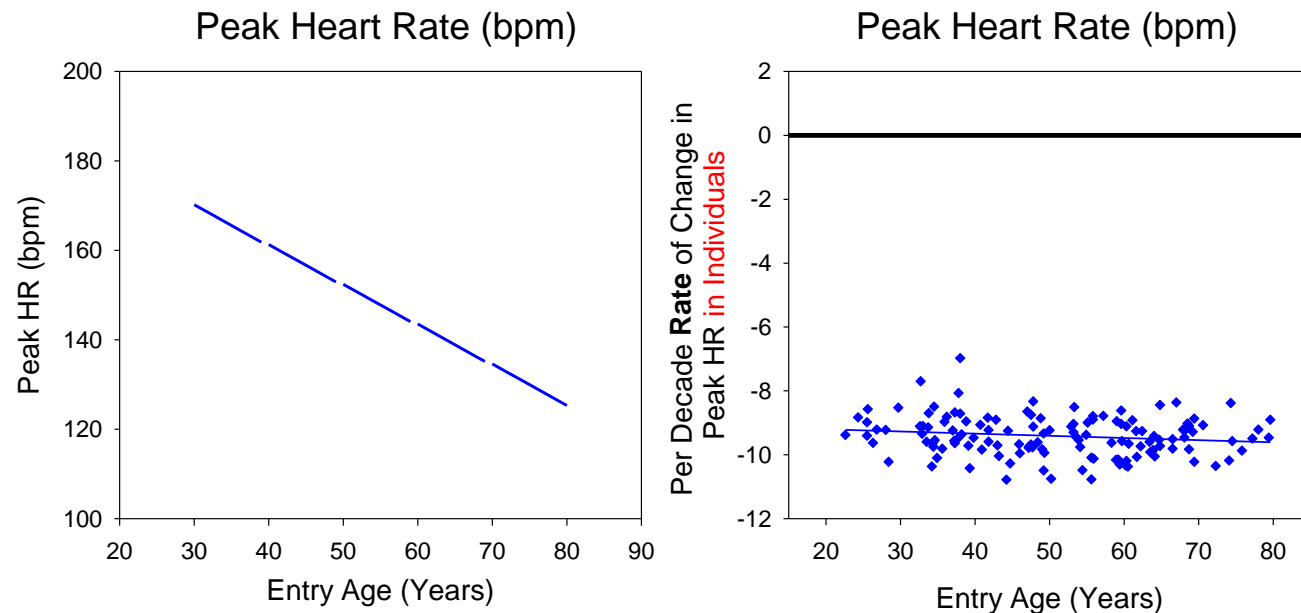 Peak Heart Rate (bpm)
200
180
160
140
120
100
Peak HR (bpm)
20 30 40 50 60 70 80 90
Entry Age (Years)
Peak Heart Rate (bpm)
2
0
-2
-4
-6
-8
-10
-12
Per Decade Rate of Change in
Peak HR in Individuals
20 30 40 50 60 70 80
Entry Age (Years)